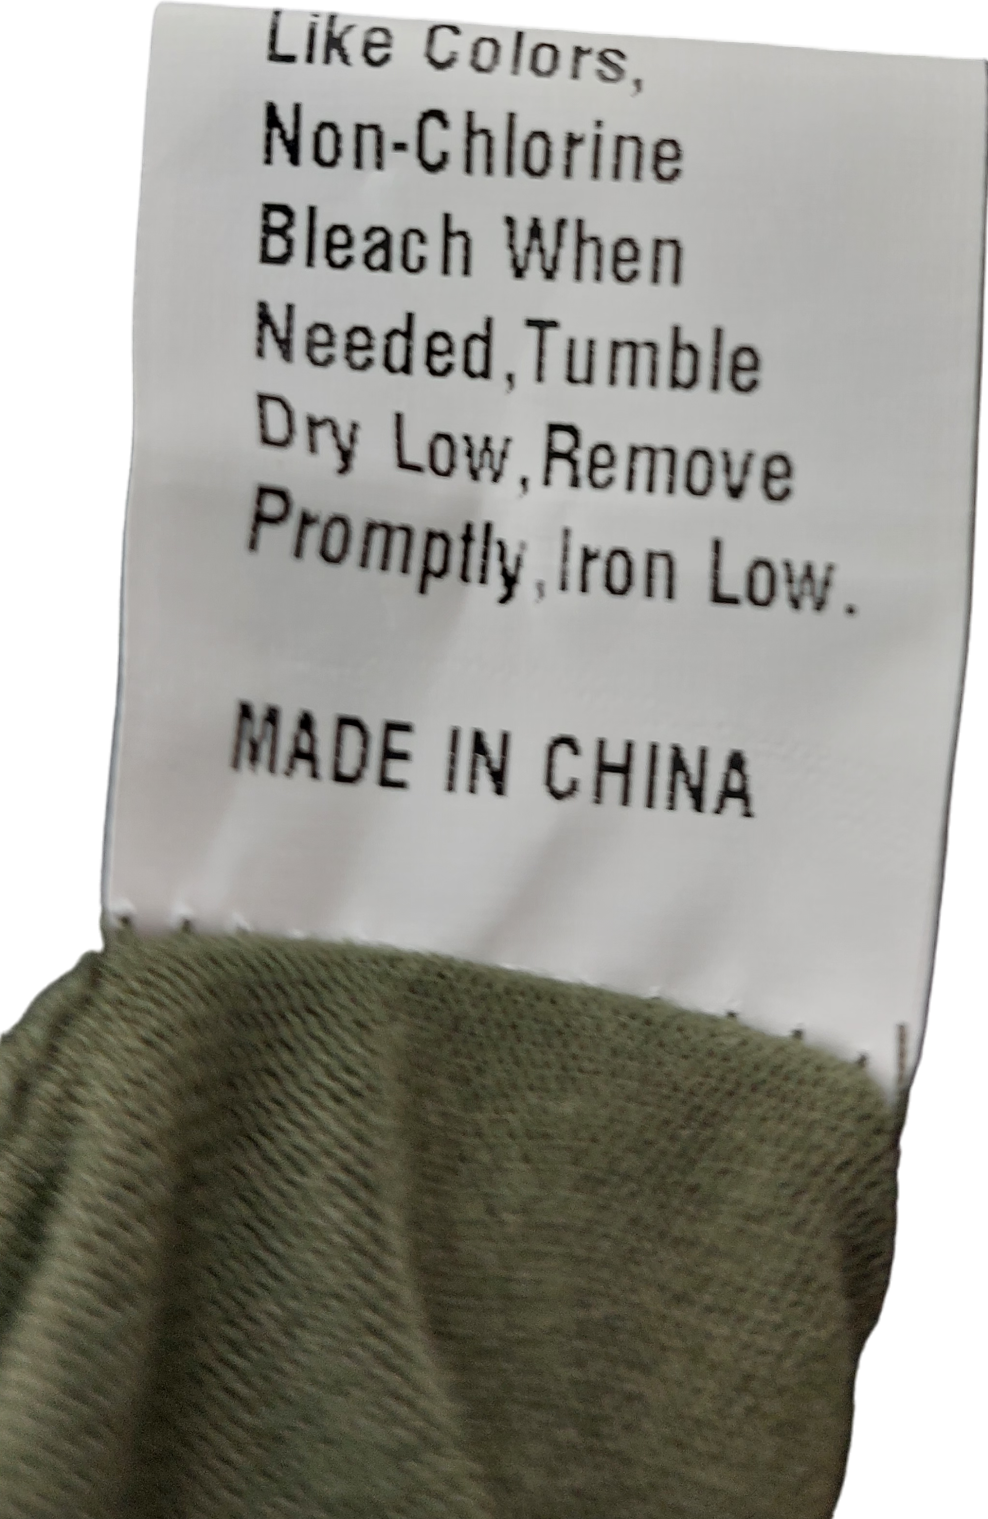 Like Colors,
Non-Chlorine
Bleach When
Needed,Tumble
Dry Low,Remove
Promptly,Iron Low.
MADE IN CHINA